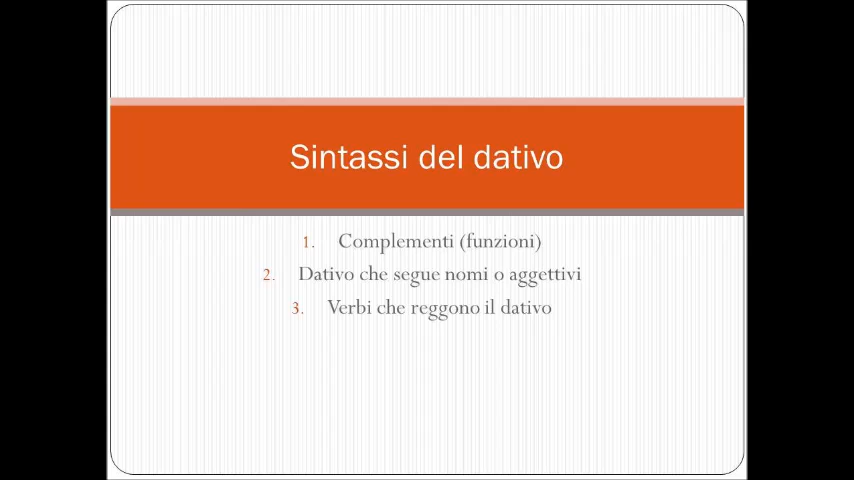 Sintassi del dativo
1. Complementi (funzioni)
2. Dativo che segue nomi o aggettivi
3. Verbi che reggono il dativo